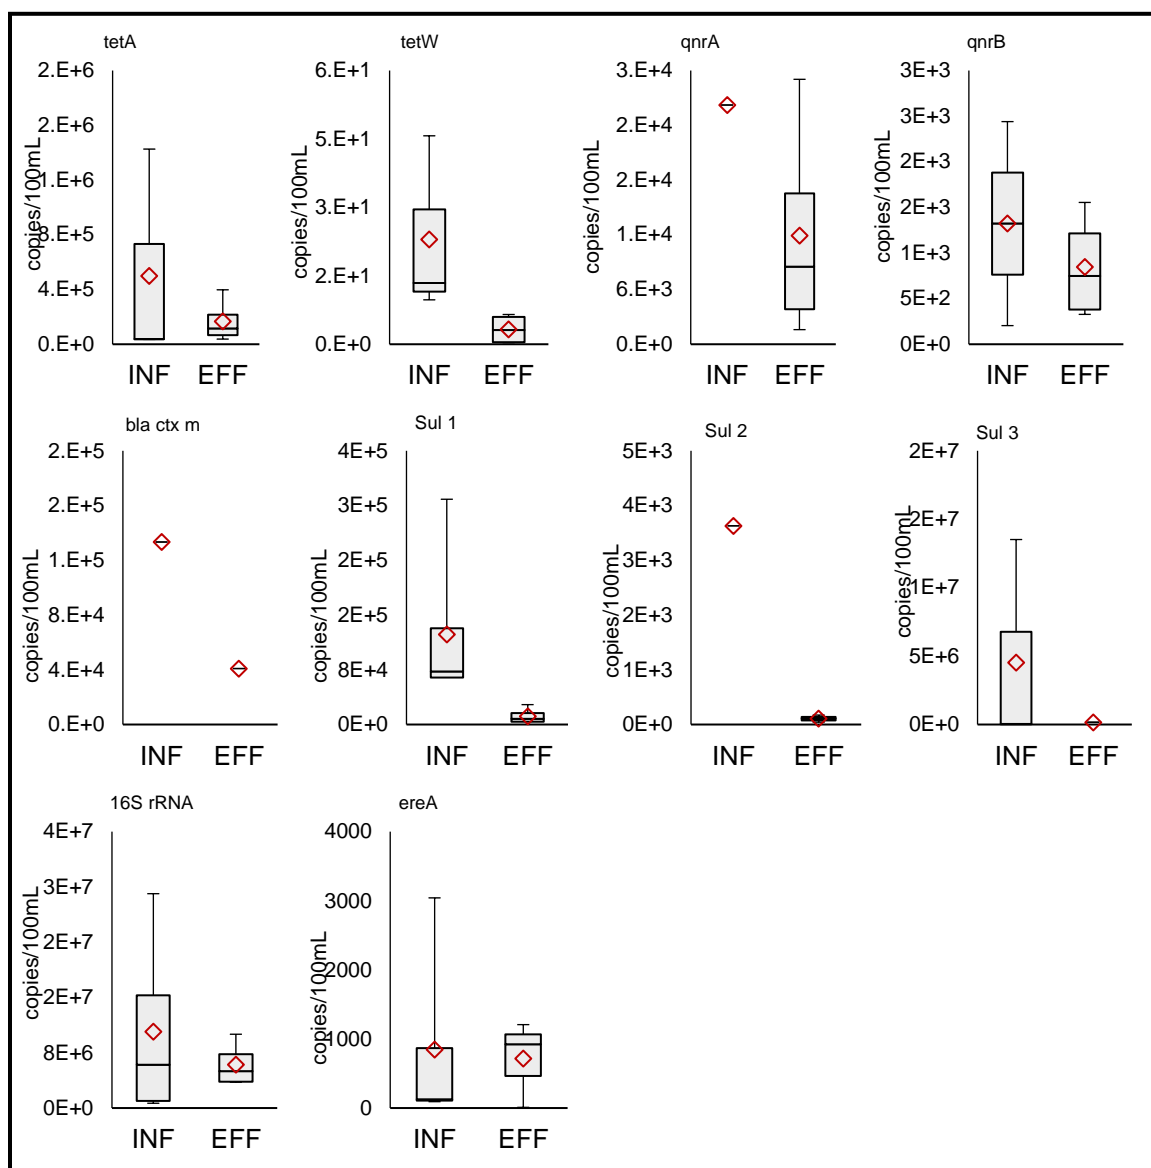 tetA
copies/100mL
2.E+6
2.E+6
1.E+6
8.E+5
4.E+5
0.E+0
INF EFF
tetW
copies/100mL
6.E+1
5.E+1
3.E+1
2.E+1
0.E+0
INF EFF
qnrA
copies/100mL
3.E+4
2.E+4
2.E+4
1.E+4
6.E+3
0.E+0
INF EFF
qnrB
copies/100mL
3E+3
3E+3
2E+3
2E+3
1E+3
5E+2
0E+0
INF EFF
bla ctx m
copies/100mL
2.E+5
2.E+5
1.E+5
8.E+4
4.E+4
0.E+0
INF EFF
Sul 1
copies/100mL
4E+5
3E+5
2E+5
2E+5
8E+4
0E+0
INF EFF
Sul 2
copies/100mL
5E+3
4E+3
3E+3
2E+3
1E+3
0E+0
INF EFF
Sul 3
copies/100mL
2E+7
2E+7
1E+7
5E+6
0E+0
INF EFF
16S rRNA
copies/100mL
4E+7
3E+7
2E+7
2E+7
8E+6
0E+0
INF EFF
ereA
copies/100mL
4000
3000
2000
1000
0
INF EFF